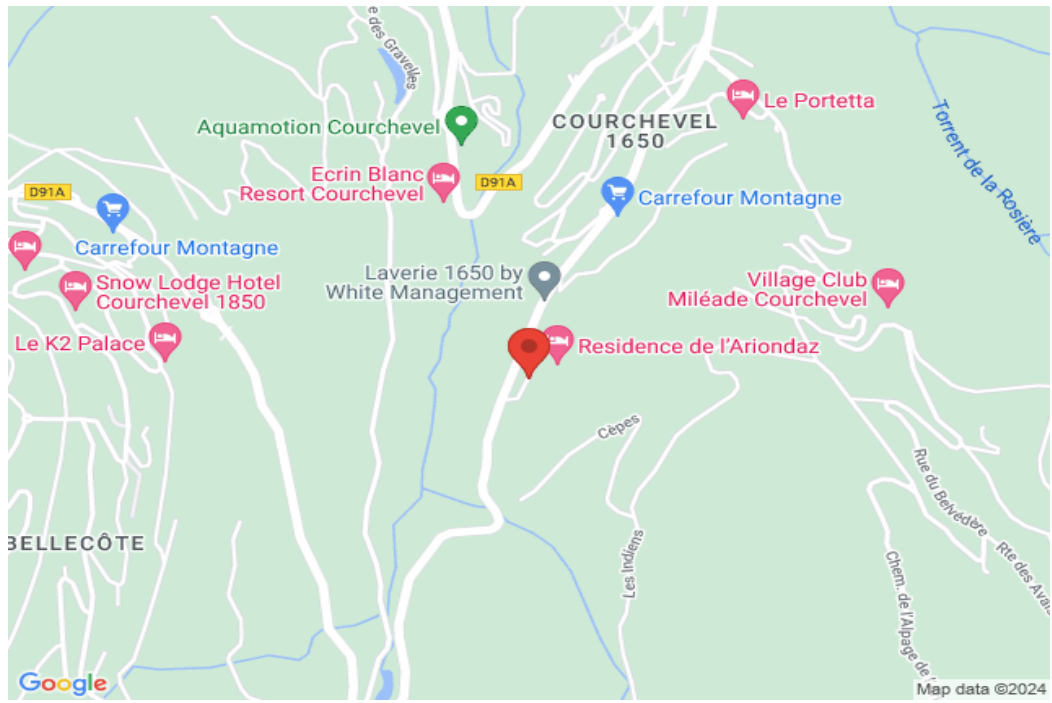 e des Gravelles
Aquamotion Courchevel
COURCHEVEL
1650
Le Portetta
Torrent de la Rosière
Ecrin Blanc
Resort Courchevel
D91A
D91A
Carrefour Montagne
Carrefour Montagne
Laverie 1650 by
White Management
Village Club
Miléade Courchevel
Snow Lodge Hotel
Courchevel 1850
Le K2 Palace
Residence de l'Ariondaz
Cèpes
Rue du Belvédère
BELLECÔTE
Les Indiens
Chem. de l'Alpage de
Rte des Avals
Google
Map data ©2024